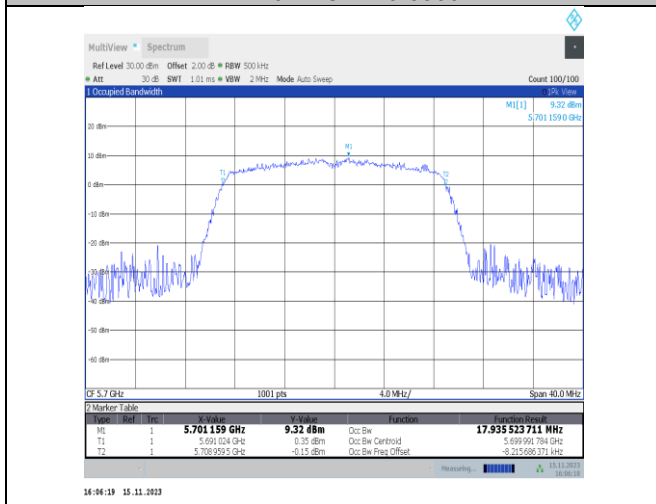 MultiView Spectrum
Ref Level 30.00 dBm Offset 2.00 dB RBW 500 kHz
Att 30 dB SWT 1.01 ms VBW 2 MHz Mode Auto Sweep Count 100/100
1 Occupied Bandwidth 1Pk View
M1[1] 9.32 dBm
5.701 159 0 GHz
20 dBm
M1
10 dBm
T1 T2
0 dBm
-10 dBm
-20 dBm
-30 dBm
-40 dBm
-50 dBm
-60 dBm
CF 5.7 GHz 1001 pts 4.0 MHz/ Span 40.0 MHz
2 Marker Table
Type Ref Trc X-Value Y-Value Function Function Result
M1 1 5.701 159 GHz 9.32 dBm Occ Bw 17.935 523 711 MHz
T1 1 5.691 024 GHz 0.35 dBm Occ Bw Centroid 5.699 991 784 GHz
T2 1 5.708 959 5 GHz -0.15 dBm Occ Bw Freq Offset -8.215 686 371 kHz
Measuring... 15.11.2023
16:06:18
16:06:19 15.11.2023